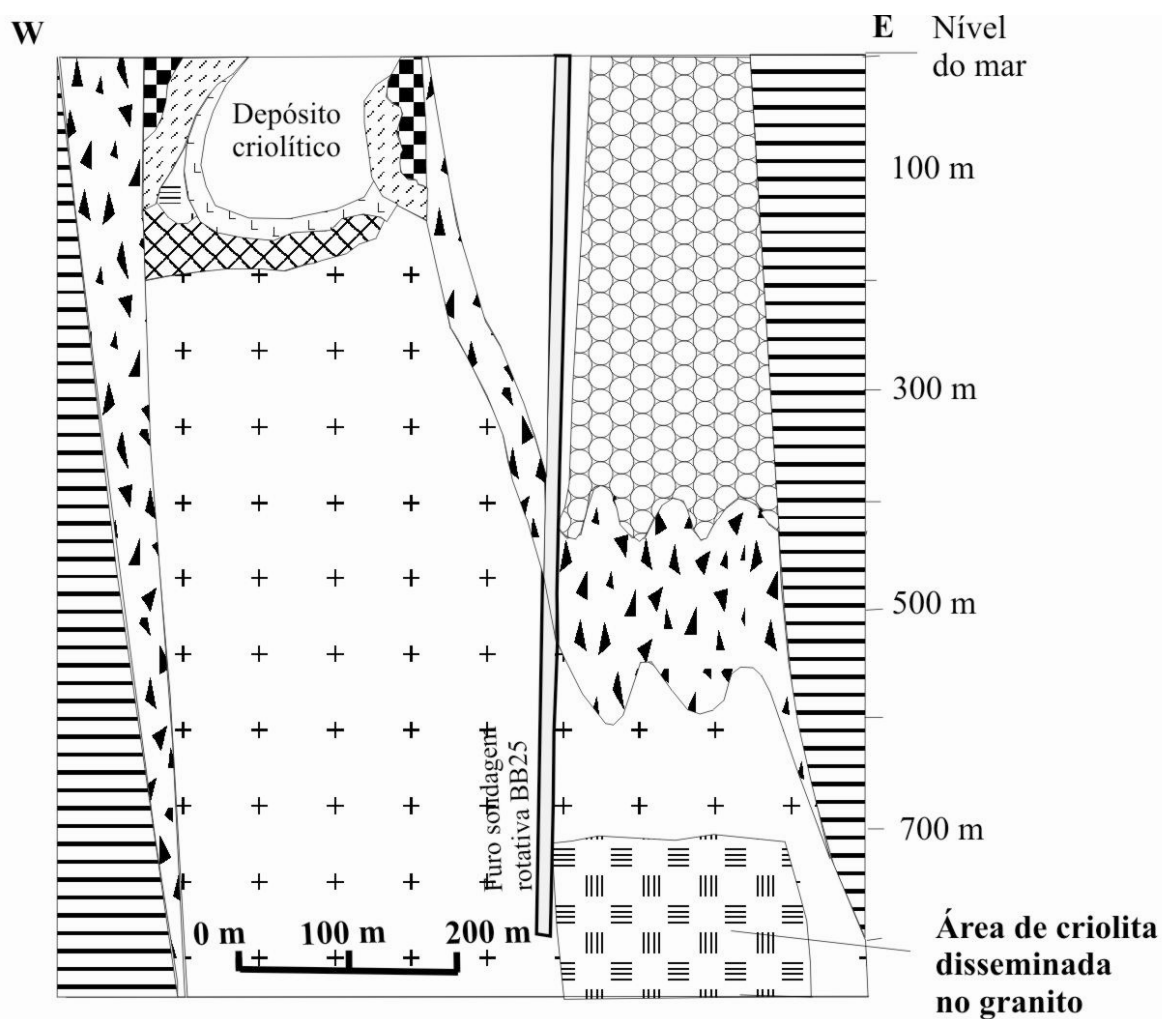 W
E
Nível
do mar
Depósito
criolítico
100 m
300 m
500 m
700 m
Furo sondagem
rotativa BB25
0 m
100 m
200 m
Área de criolita
disseminada
no granito